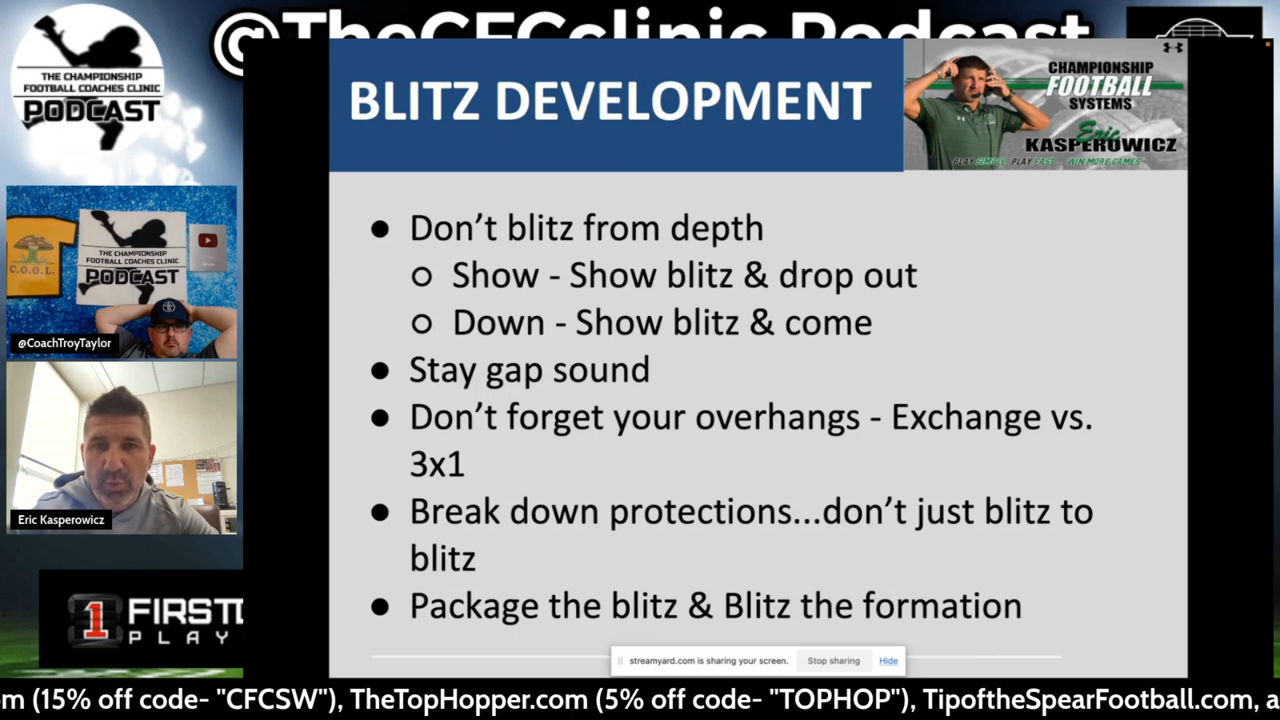 @TheCFCclinic Podcast
THE CHAMPIONSHIP
FOOTBALL COACHES CLINIC
PODCAST
BLITZ DEVELOPMENT
CHAMPIONSHIP
FOOTBALL
SYSTEMS
Eric
KASPEROWICZ
PLAY SIMPLE PLAY FAST WIN MORE GAMES
C.O.O.L.
THE CHAMPIONSHIP
FOOTBALL COACHES CLINIC
PODCAST
@CoachTroyTaylor
Eric Kasperowicz
● Don’t blitz from depth
○ Show - Show blitz & drop out
○ Down - Show blitz & come
● Stay gap sound
● Don’t forget your overhangs - Exchange vs.
3x1
● Break down protections...don’t just blitz to
blitz
● Package the blitz & Blitz the formation
1 FIRST
PLAY
streamyard.com is sharing your screen. Stop sharing Hide
m (15% off code- "CFCSW"), TheTopHopper.com (5% off code- "TOPHOP"), TipoftheSpearFootball.com, a